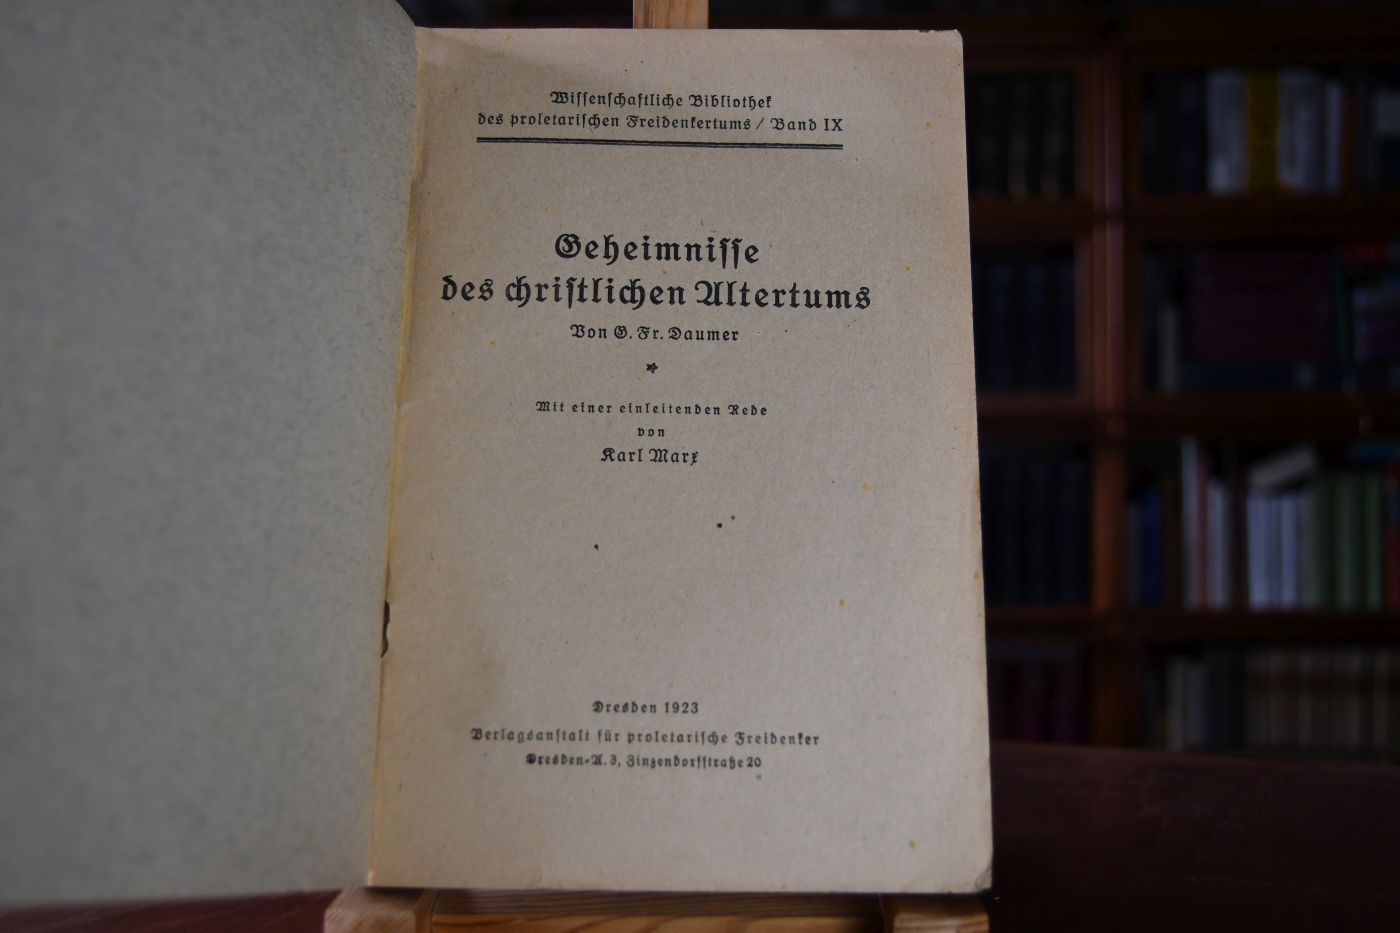 Wissenschaftliche Bibliothek
des proletarischen Freidenkertums / Band IX
Geheimnisse
des christlichen Altertums
Von G. Fr. Daumer
Mit einer einleitenden Rede
von
Karl Marx
Dresden 1923
Verlagsanstalt für proletarische Freidenker
Dresden-A. 3, Zinzendorfstraße 20